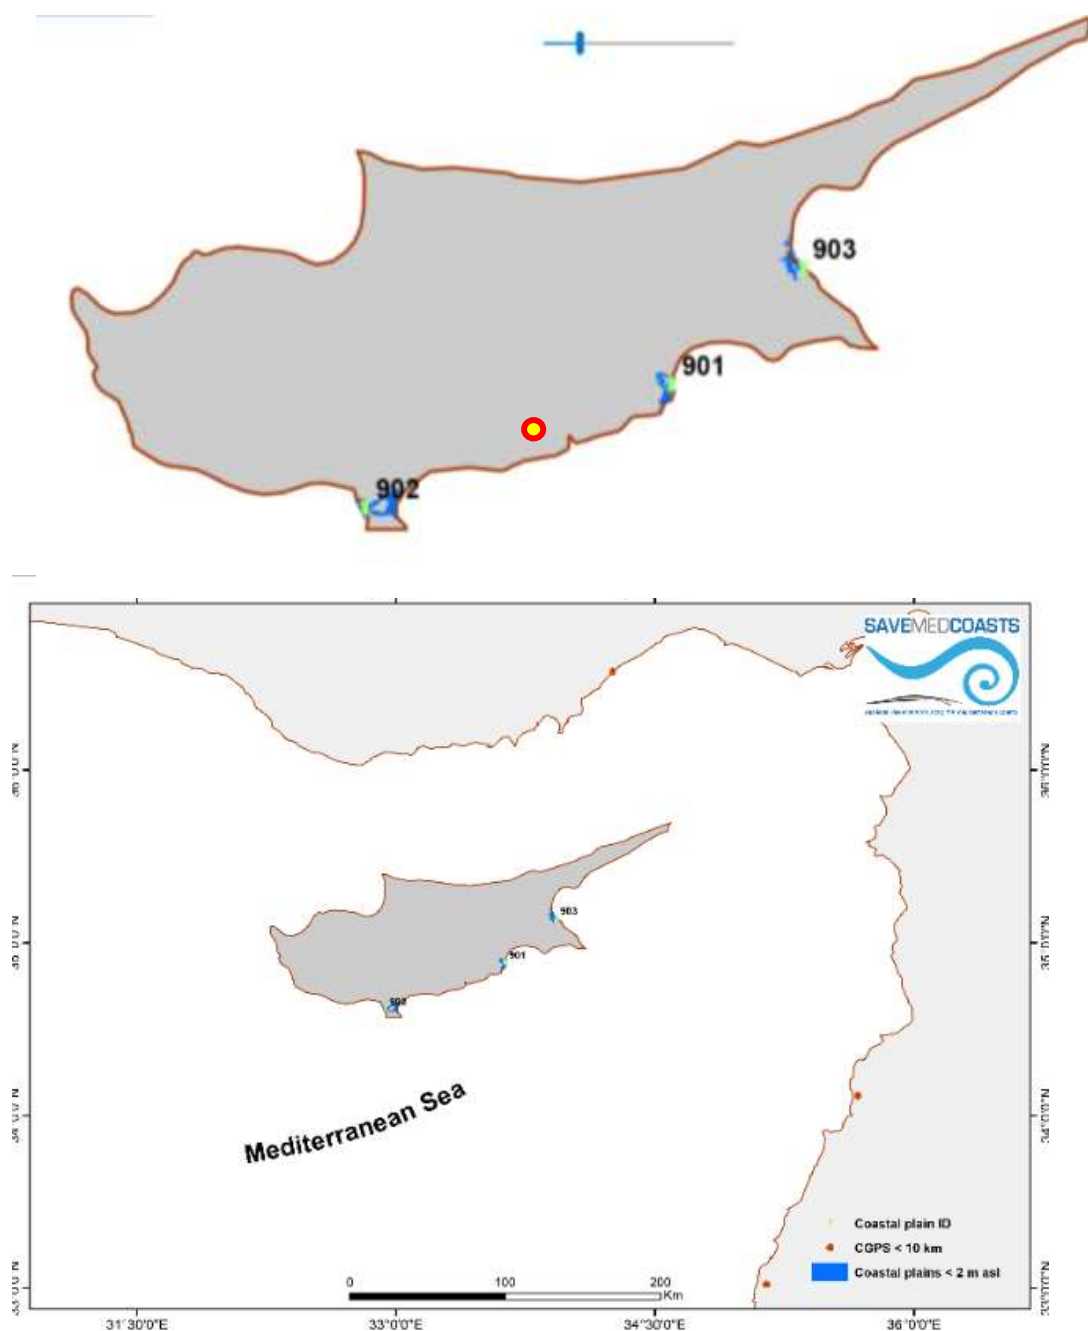 903
901
902
SAVEMEDCOASTS
903
901
902
Mediterranean Sea
Coastal plain ID
CGPS < 10 km
Coastal plains < 2 m asl
0 100 200
Km
31°30'0"E 33°0'0"E 34°30'0"E 36°0'0"E